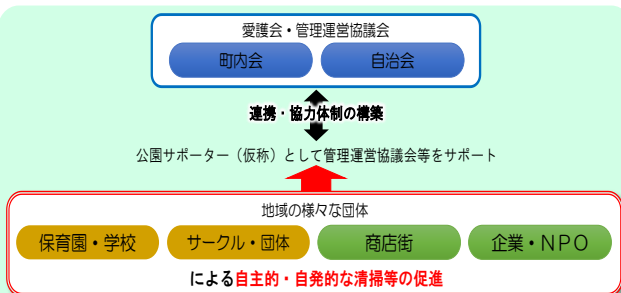 愛護会・管理運営協議会
町内会 自治会
連携・協力体制の構築
公園サポーター（仮称）として管理運営協議会等をサポート
地域の様々な団体
保育園・学校 サークル・団体 商店街 企業・ＮＰＯ
による自主的・自発的な清掃等の促進